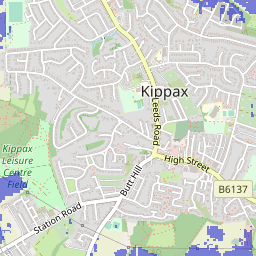 Kippax
Leeds Road
Kippax
Leisure
Centre
Field
High Street
Butt Hill
B6137
Station Road